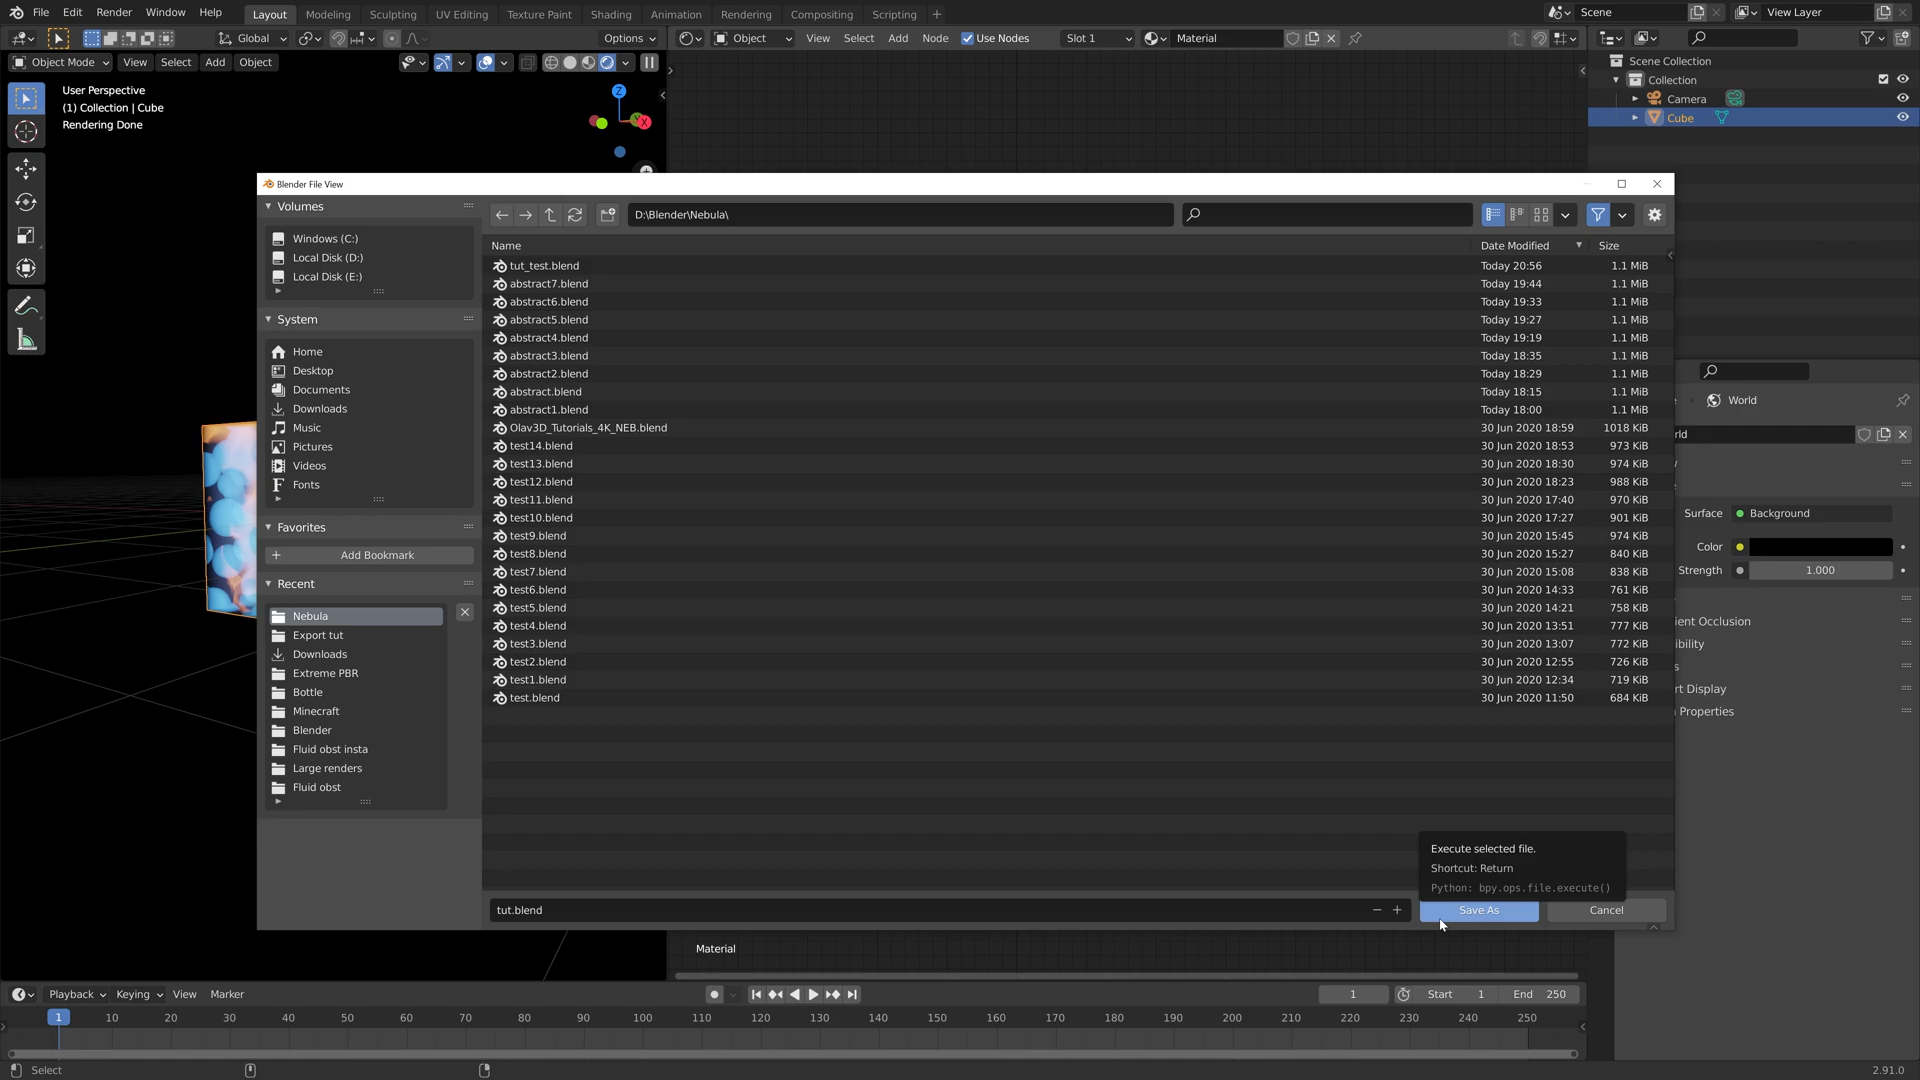 File Edit Render Window Help Layout Modeling Sculpting UV Editing Texture Paint Shading Animation Rendering Compositing Scripting + Scene View Layer
Global Options Object View Select Add Node Use Nodes Slot 1 Material
Object Mode View Select Add Object
User Perspective
(1) Collection | Cube
Rendering Done
Z
Y
X
Scene Collection
Collection
Camera
Cube
Blender File View
Volumes
Windows (C:)
Local Disk (D:)
Local Disk (E:)
System
Home
Desktop
Documents
Downloads
Music
Pictures
Videos
Fonts
Favorites
Add Bookmark
Recent
Nebula
Export tut
Downloads
Extreme PBR
Bottle
Minecraft
Blender
Fluid obst insta
Large renders
Fluid obst
D:\Blender\Nebula\
Name Date Modified Size
tut_test.blend Today 20:56 1.1 MiB
abstract7.blend Today 19:44 1.1 MiB
abstract6.blend Today 19:33 1.1 MiB
abstract5.blend Today 19:27 1.1 MiB
abstract4.blend Today 19:19 1.1 MiB
abstract3.blend Today 18:35 1.1 MiB
abstract2.blend Today 18:29 1.1 MiB
abstract.blend Today 18:15 1.1 MiB
abstract1.blend Today 18:00 1.1 MiB
Olav3D_Tutorials_4K_NEB.blend 30 Jun 2020 18:59 1018 KiB
test14.blend 30 Jun 2020 18:53 973 KiB
test13.blend 30 Jun 2020 18:30 974 KiB
test12.blend 30 Jun 2020 18:23 988 KiB
test11.blend 30 Jun 2020 17:40 970 KiB
test10.blend 30 Jun 2020 17:27 901 KiB
test9.blend 30 Jun 2020 15:45 974 KiB
test8.blend 30 Jun 2020 15:27 840 KiB
test7.blend 30 Jun 2020 15:08 838 KiB
test6.blend 30 Jun 2020 14:33 761 KiB
test5.blend 30 Jun 2020 14:21 758 KiB
test4.blend 30 Jun 2020 13:51 777 KiB
test3.blend 30 Jun 2020 13:07 772 KiB
test2.blend 30 Jun 2020 12:55 726 KiB
test1.blend 30 Jun 2020 12:34 719 KiB
test.blend 30 Jun 2020 11:50 684 KiB
Execute selected file.
Shortcut: Return
Python: bpy.ops.file.execute()
tut.blend Save As Cancel
World
rld
Surface Background
Color
Strength 1.000
ient Occlusion
ibility
s
rt Display
Properties
Material
Playback Keying View Marker 1 Start 1 End 250
1 10 20 30 40 50 60 70 80 90 100 110 120 130 140 150 160 170 180 190 200 210 220 230 240 250
Select 2.91.0